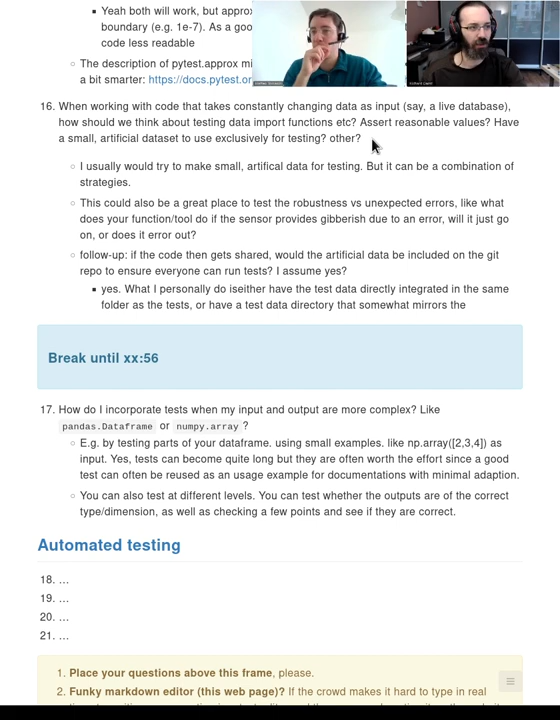 Yeah both will work, but approx
boundary (e.g. 1e-7). As a goo
code less readable
The description of pytest.approx mi
a bit smarter: https://docs.pytest.or
16. When working with code that takes constantly changing data as input (say, a live database),
how should we think about testing data import functions etc? Assert reasonable values? Have
a small, artificial dataset to use exclusively for testing? other?
I usually would try to make small, artifical data for testing. But it can be a combination of
strategies.
This could also be a great place to test the robustness vs unexpected errors, like what
does your function/tool do if the sensor provides gibberish due to an error, will it just go
on, or does it error out?
follow-up: if the code then gets shared, would the artificial data be included on the git
repo to ensure everyone can run tests? I assume yes?
yes. What I personally do iseither have the test data directly integrated in the same
folder as the tests, or have a test data directory that somewhat mirrors the
Break until xx:56
17. How do I incorporate tests when my input and output are more complex? Like
pandas.Dataframe or numpy.array ?
E.g. by testing parts of your dataframe. using small examples. like np.array([2,3,4]) as
input. Yes, tests can become quite long but they are often worth the effort since a good
test can often be reused as an usage example for documentations with minimal adaption.
You can also test at different levels. You can test whether the outputs are of the correct
type/dimension, as well as checking a few points and see if they are correct.
Automated testing
18. ...
19. ...
20. ...
21. ...
1. Place your questions above this frame, please.
2. Funky markdown editor (this web page)? If the crowd makes it hard to type in real